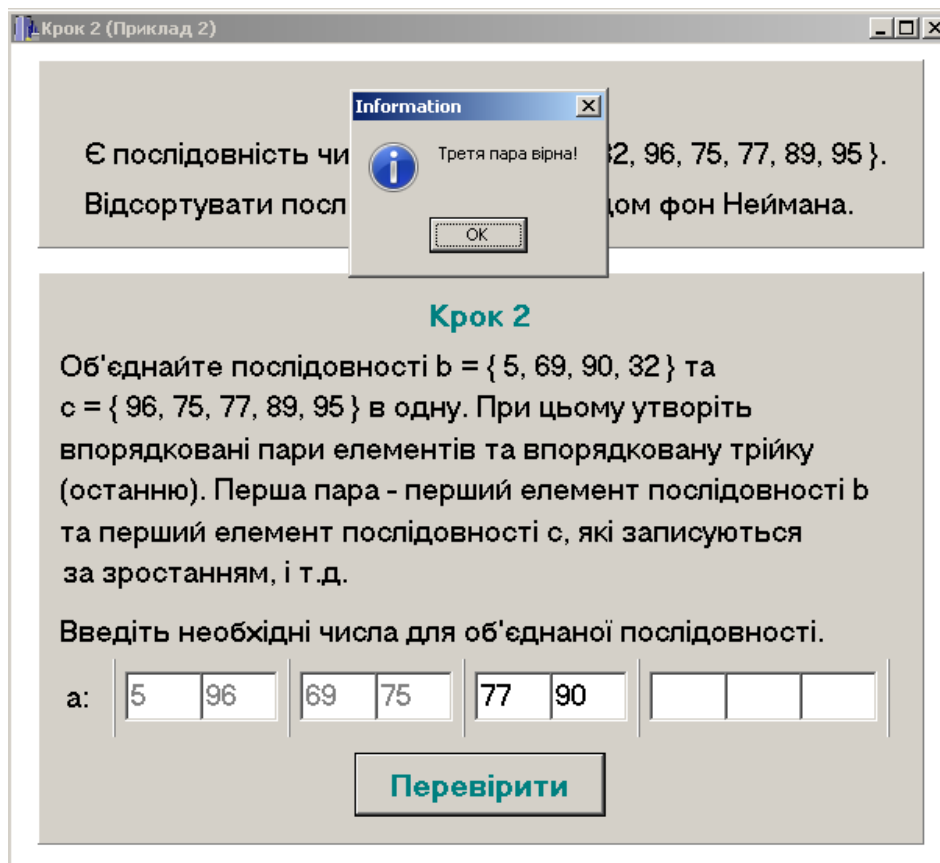 Крок 2 (Приклад 2)
Information
Третя пара вірна!
OK
Є послідовність чи 32, 96, 75, 77, 89, 95 }.
Відсортувати посл дом фон Неймана.
Крок 2
Об'єднайте послідовності b = { 5, 69, 90, 32 } та
c = { 96, 75, 77, 89, 95 } в одну. При цьому утворіть
впорядковані пари елементів та впорядковану трійку
(останню). Перша пара - перший елемент послідовності b
та перший елемент послідовності c, які записуються
за зростанням, і т.д.
Введіть необхідні числа для об'єднаної послідовності.
a: 5 96 69 75 77 90
Перевірити